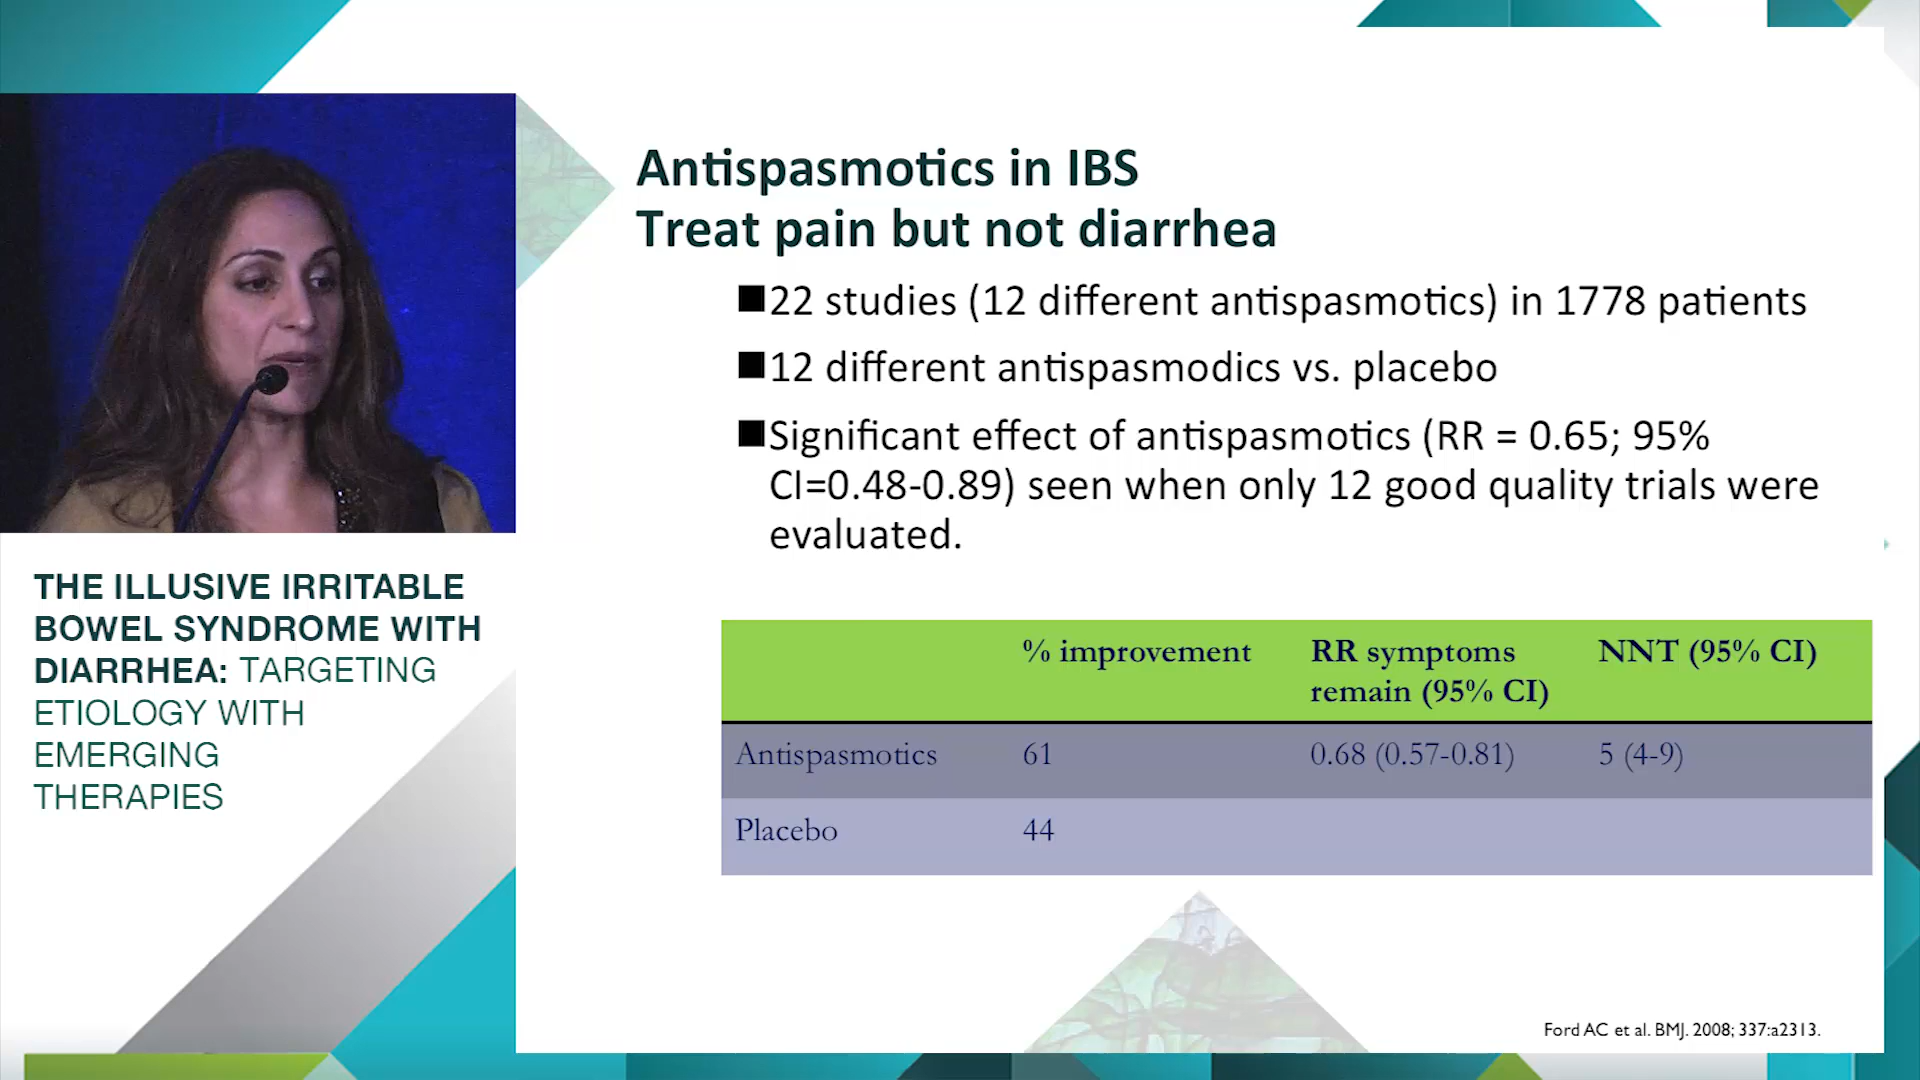 THE ILLUSIVE IRRITABLE
BOWEL SYNDROME WITH
DIARRHEA: TARGETING
ETIOLOGY WITH
EMERGING
THERAPIES
Antispasmotics in IBS
Treat pain but not diarrhea
■22 studies (12 different antispasmotics) in 1778 patients
■12 different antispasmodics vs. placebo
■Significant effect of antispasmotics (RR = 0.65; 95%
CI=0.48-0.89) seen when only 12 good quality trials were
evaluated.
% improvement RR symptoms remain (95% CI) NNT (95% CI)
Antispasmotics 61 0.68 (0.57-0.81) 5 (4-9)
Placebo 44
Ford AC et al. BMJ. 2008; 337:a2313.